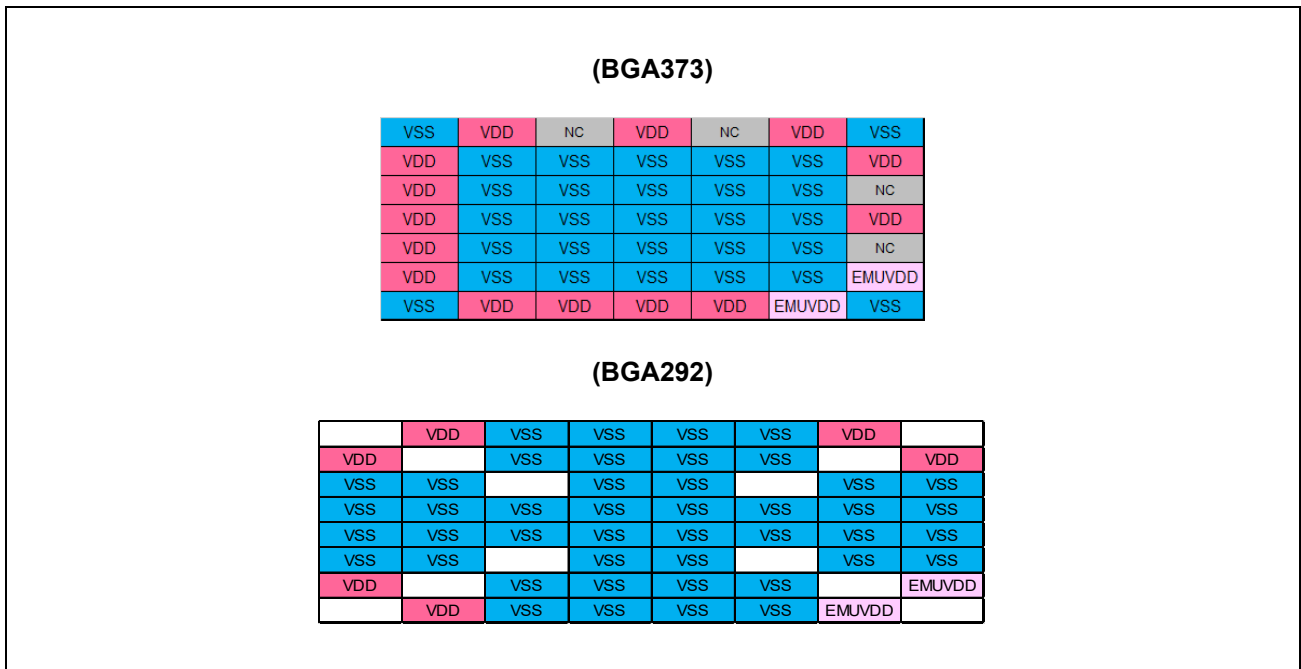 (BGA373)
VSS VDD NC VDD NC VDD VSS
VDD VSS VSS VSS VSS VSS VDD
VDD VSS VSS VSS VSS VSS NC
VDD VSS VSS VSS VSS VSS VDD
VDD VSS VSS VSS VSS VSS NC
VDD VSS VSS VSS VSS VSS EMUVDD
VSS VDD VDD VDD VDD EMUVDD VSS
(BGA292)
VDD VSS VSS VSS VSS VDD
VDD VSS VSS VSS VSS VDD
VSS VSS VSS VSS VSS VSS
VSS VSS VSS VSS VSS VSS VSS VSS
VSS VSS VSS VSS VSS VSS VSS VSS
VSS VSS VSS VSS VSS VSS
VDD VSS VSS VSS VSS EMUVDD
VDD VSS VSS VSS VSS EMUVDD